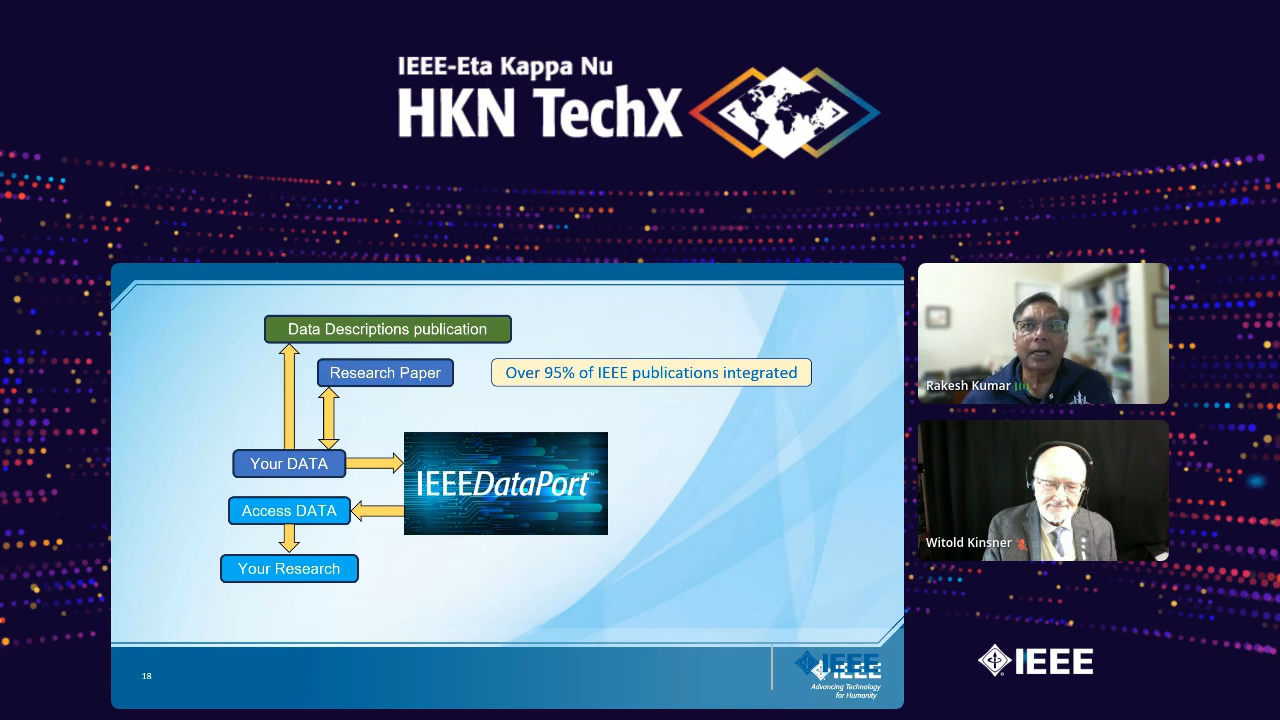 IEEE-Eta Kappa Nu
HKN TechX
Data Descriptions publication
Research Paper
Over 95% of IEEE publications integrated
Your DATA
IEEEDataPort™
Access DATA
Your Research
18
IEEE
Advancing Technology
for Humanity
Rakesh Kumar
Witold Kinsner
IEEE